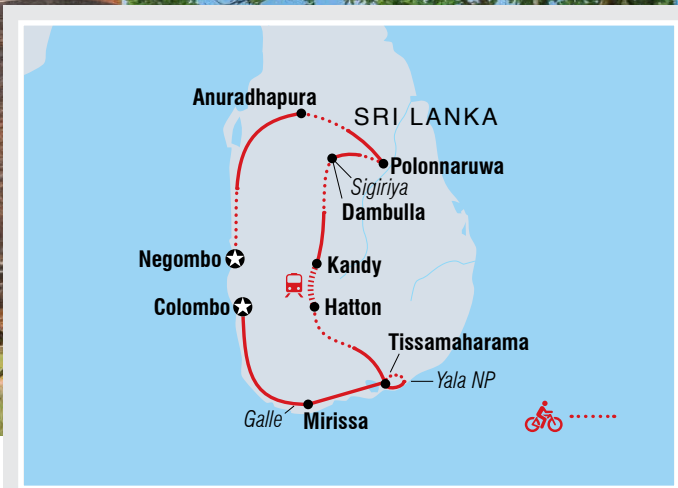 Anuradhapura
SRI LANKA
Polonnaruwa
Sigiriya
Dambulla
Negombo
Kandy
Colombo
Hatton
Tissamaharama
Yala NP
Galle
Mirissa